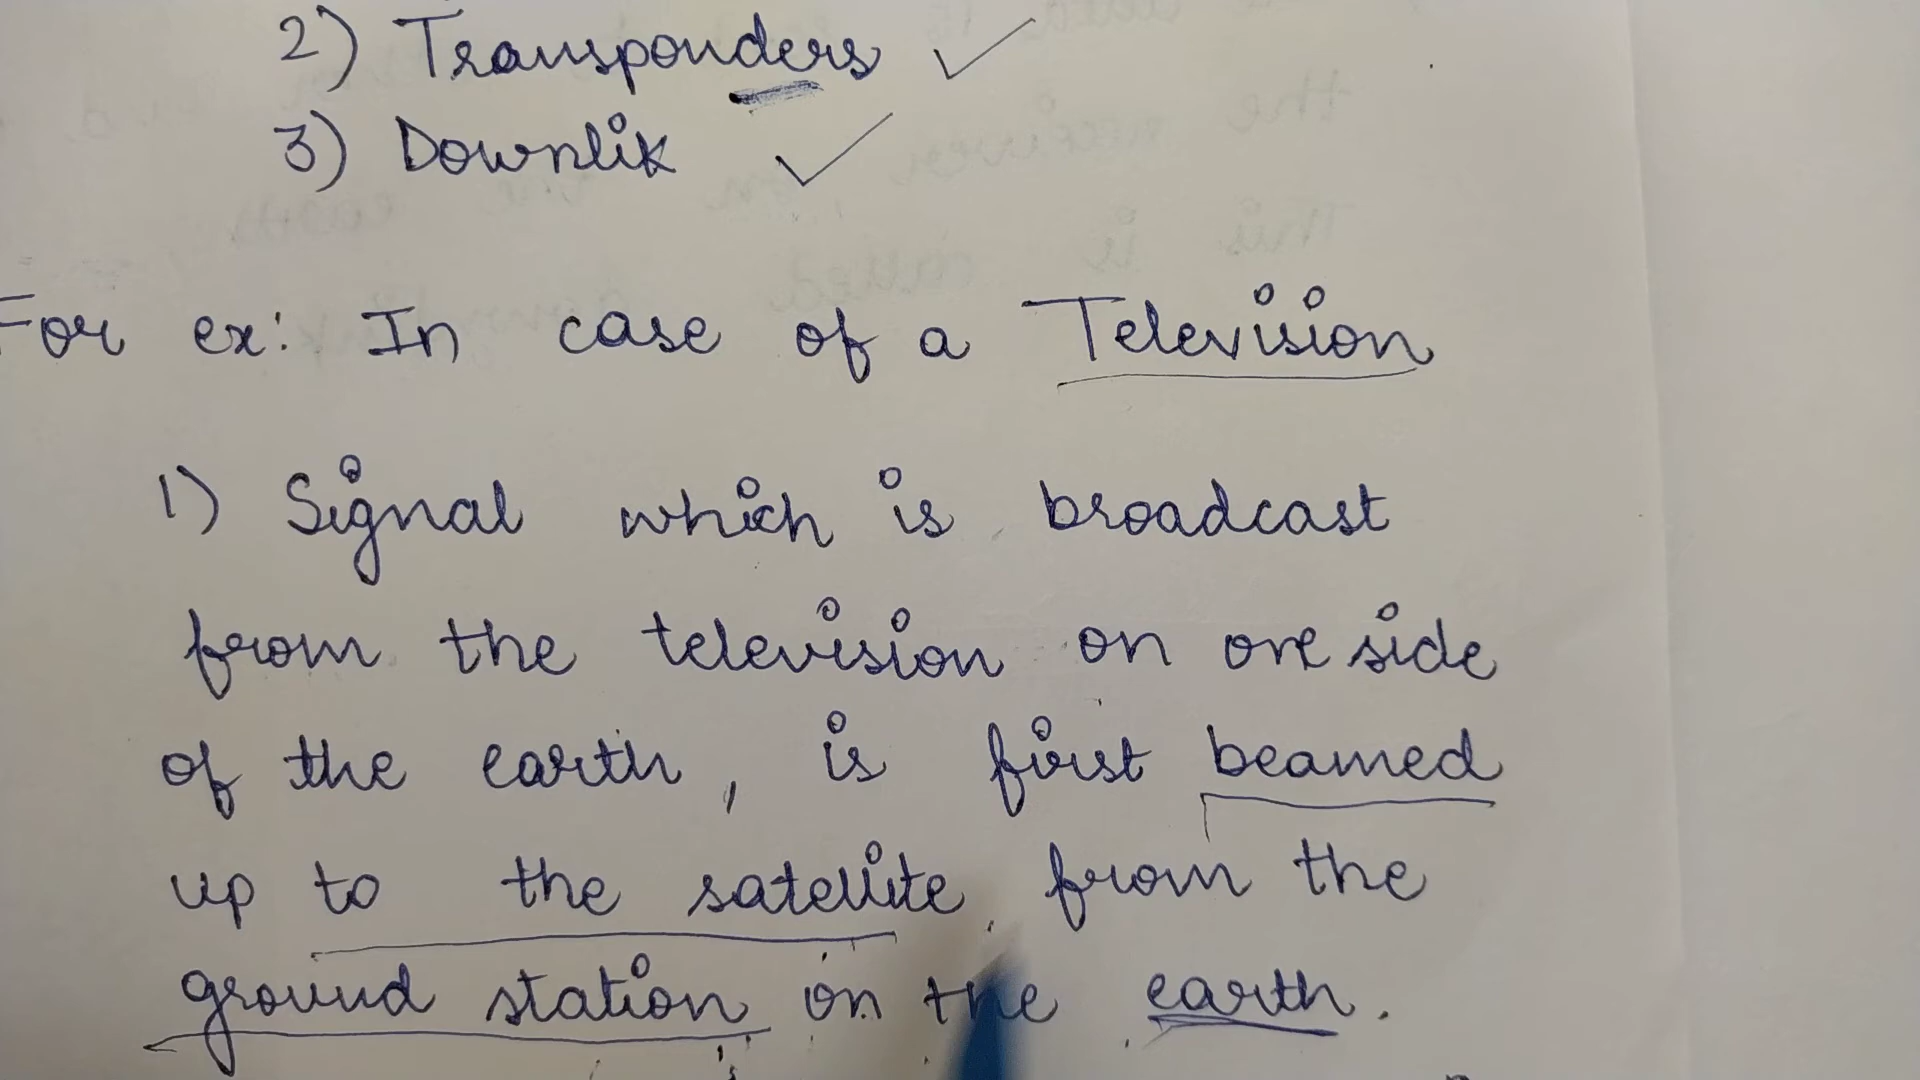 2) Transponders
3) Downlik
For ex: In case of a Television
1) Signal which is broadcast
from the television on one side
of the earth, is first beamed
up to the satellite from the
ground station on the earth.